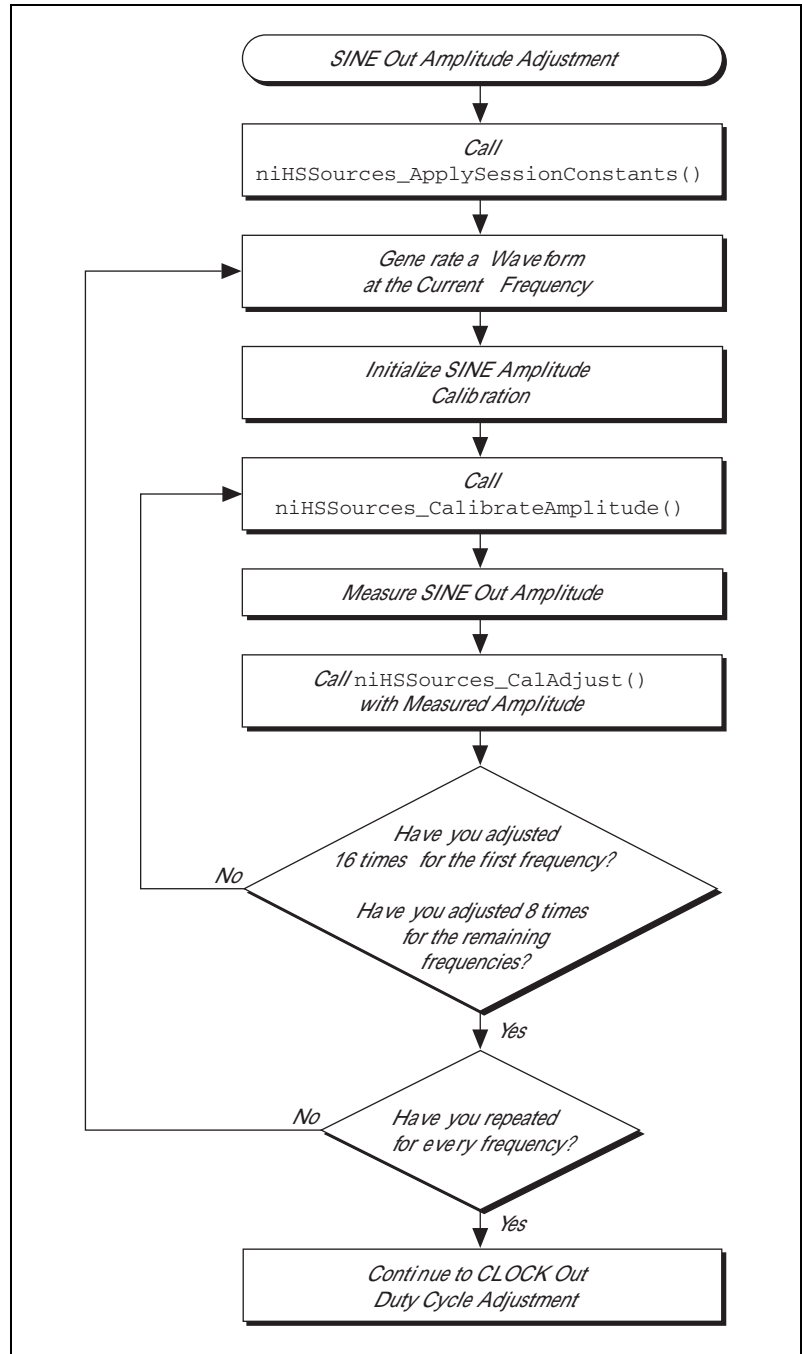 SINE Out Amplitude Adjustment
Call
niHSSources_ApplySessionConstants()
Generate a Waveform
at the Current Frequency
Initialize SINE Amplitude
Calibration
Call
niHSSources_CalibrateAmplitude()
Measure SINE Out Amplitude
Call niHSSources_CalAdjust()
with Measured Amplitude
Have you adjusted
16 times for the first frequency?
No
Have you adjusted 8 times
for the remaining
frequencies?
Yes
No
Have you repeated
for every frequency?
Yes
Continue to CLOCK Out
Duty Cycle Adjustment